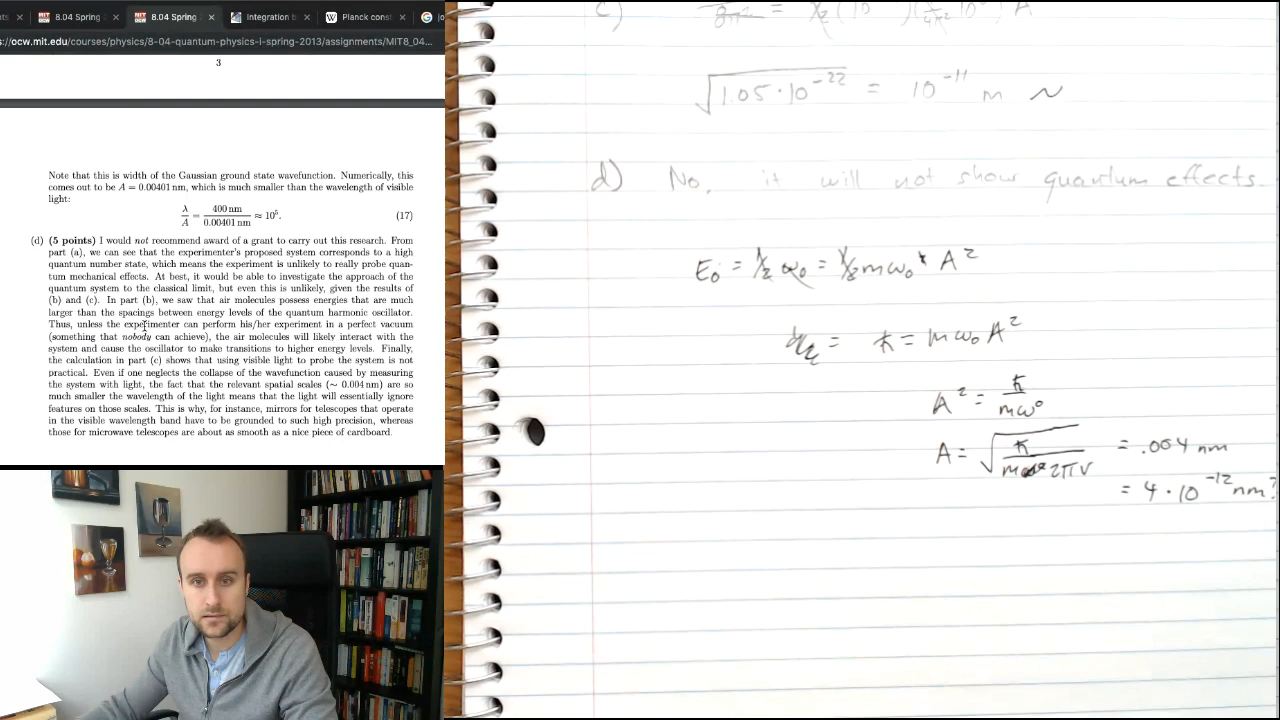 8.04 Spring
8.04 Spring
Integration b
Planck const
jo
/ocw.mit.edu/courses/physics/8-04-quantum-physics-i-spring-2013/assignments/MIT8_04...
3
Note that this is width of the Gaussian ground state wavefunction. Numerically, this
comes out to be A = 0.00401 nm, which is much smaller than the wavelength of visible
light:
λ/A = 400 nm/0.00401 nm ≈ 10⁵. (17)
(d) (5 points) I would not recommend award of a grant to carry out this research. From
part (a), we can see that the experimenter's proposed system corresponds to a high
quantum number state, which means the experiment is unlikely to really probe quan-
tum mechanical effects. At best, it would be able to investigate the approach of the
quantum system to the classical limit, but even this is unlikely, given the results of
(b) and (c). In part (b), we saw that air molecules possess energies that are much
larger than the spacings between energy levels of the quantum harmonic oscillator.
Thus, unless the experimenter can perform his/her experiment in a perfect vacuum
(something that nobody can achieve), the air molecules will likely interact with the
system and cause the oscillator to make transitions to higher energy levels. Finally,
the calculation in part (c) shows that using visible light to probe the system is not
practical. Even if one neglects the collapse of the wavefunction caused by measuring
the system with light, the fact that the relevant spatial scales (∼ 0.004 nm) are so
much smaller the wavelength of the light means that the light will essentially ignore
features on those scales. This is why, for instance, mirrors for telescopes that operate
in the visible wavelength band have to be grounded to such high precision, whereas
those for microwave telescopes are about as smooth as a nice piece of cardboard.
c)
√1.05 · 10⁻²² = 10⁻¹¹ m ~
d) No, it will not show quantum effects.
E₀ = ½ ω₀ = ½ mω₀ A²
ħ = mω₀A²
A² = ħ/mω⁰
A = √ħ/m 2πν = .004 nm
= 4 · 10⁻¹² nm?